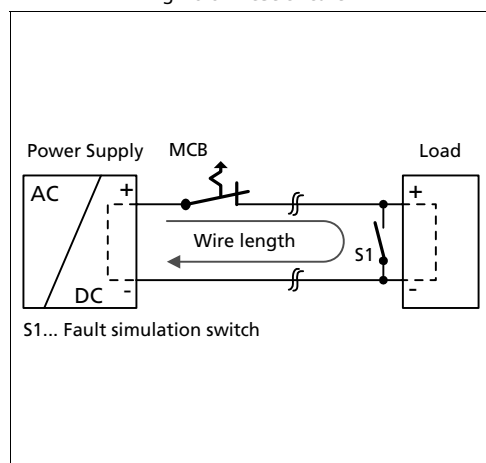 Power Supply MCB Load
AC + +
Wire length
S1
DC - -
S1... Fault simulation switch